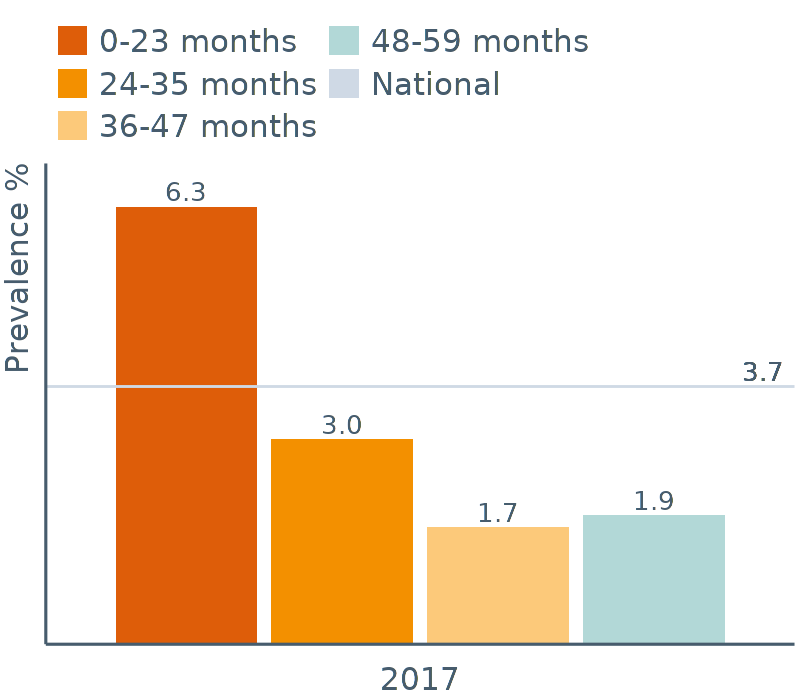 0-23 months
24-35 months
36-47 months
48-59 months
National
Prevalence %
6.3
3.0
1.7
1.9
3.7
2017